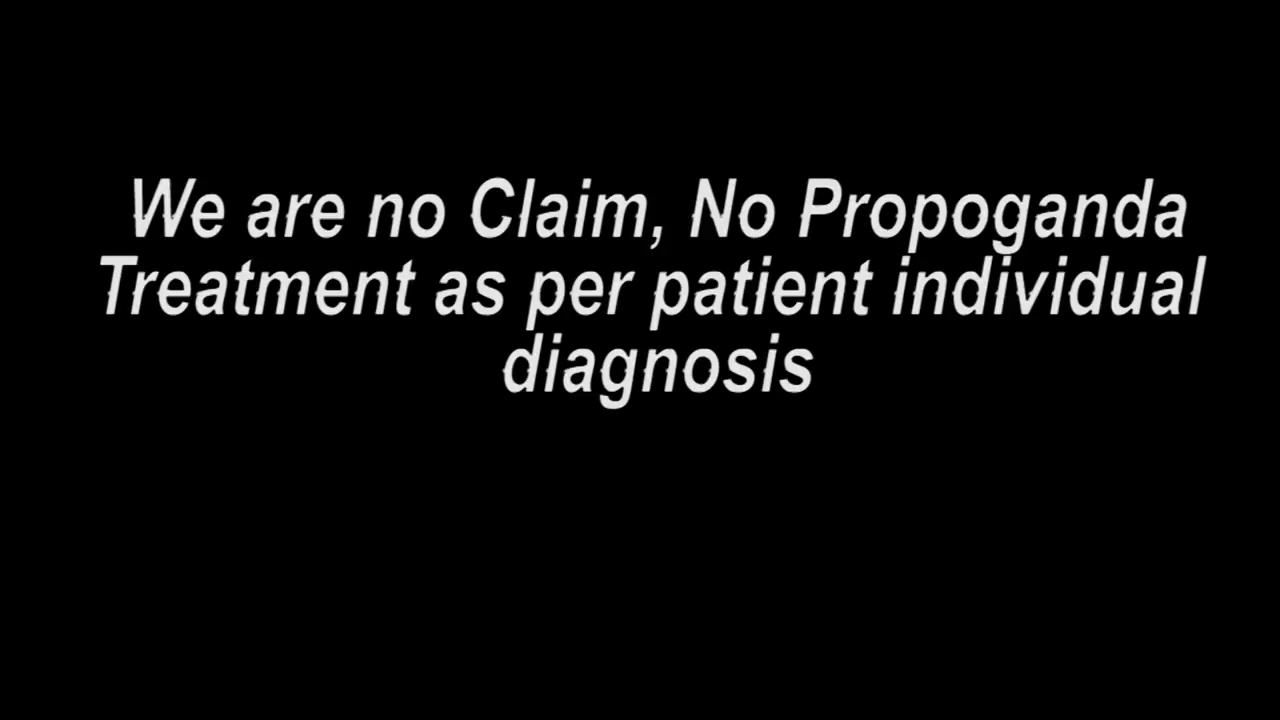 We are no Claim, No Propoganda
Treatment as per patient individual
diagnosis